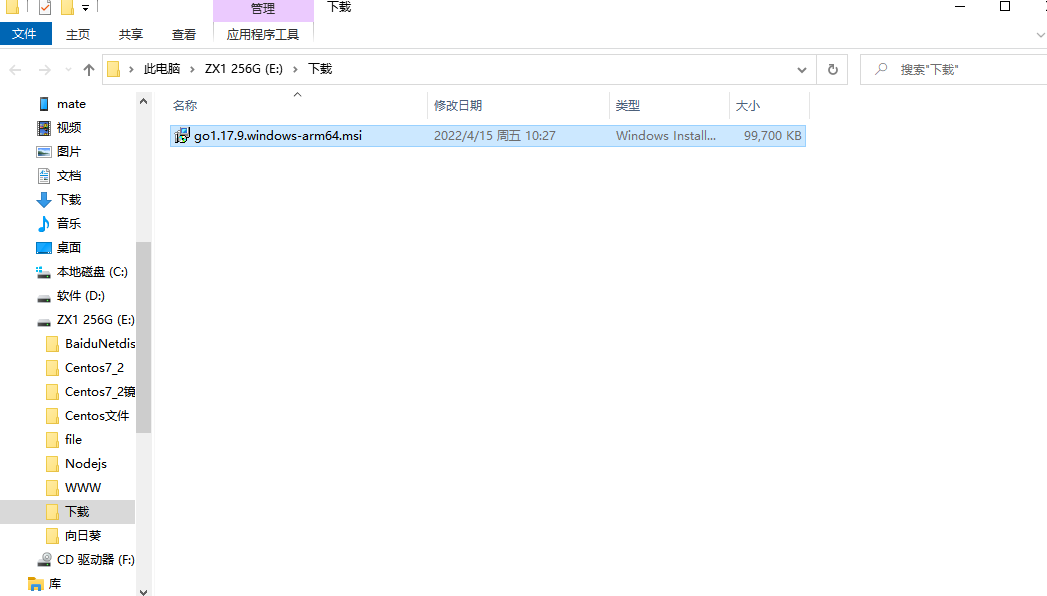 管理
下载
文件
主页
共享
查看
应用程序工具
此电脑 › ZX1 256G (E:) › 下载
搜索"下载"
名称
修改日期
类型
大小
go1.17.9.windows-arm64.msi
2022/4/15 周五 10:27
Windows Install...
99,700 KB
mate
视频
图片
文档
下载
音乐
桌面
本地磁盘 (C:)
软件 (D:)
ZX1 256G (E:)
BaiduNetdis
Centos7_2
Centos7_2镜
Centos文件
file
Nodejs
WWW
下载
向日葵
CD 驱动器 (F:)
库